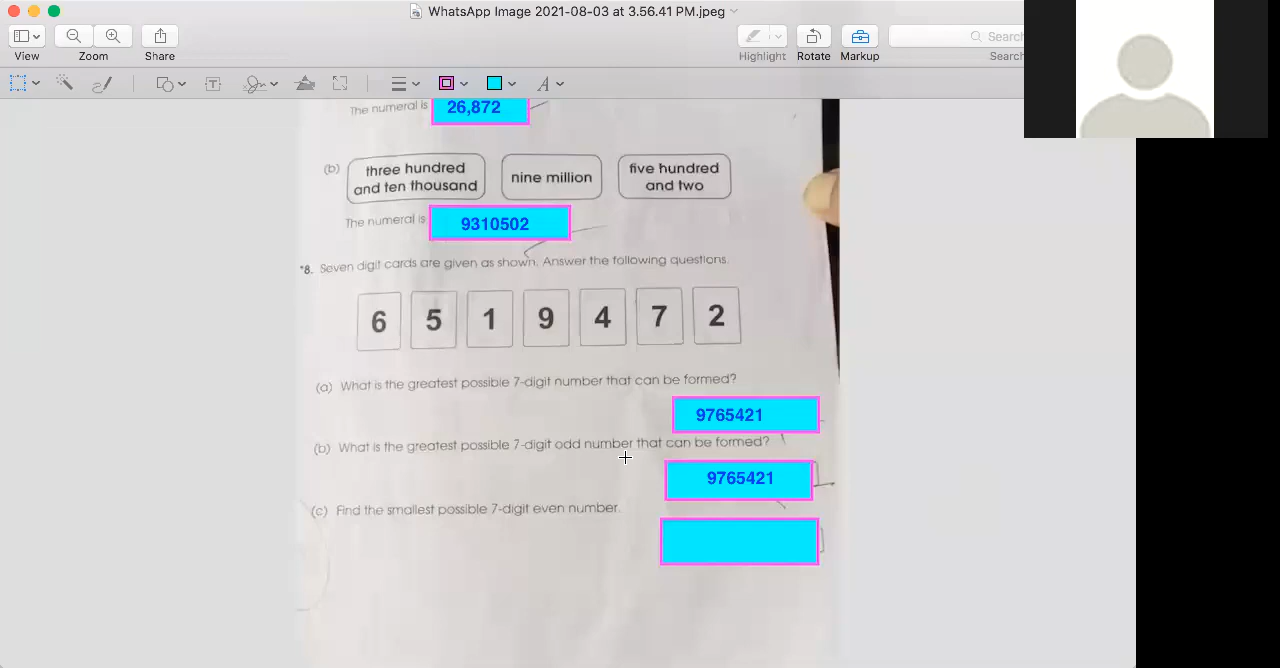 WhatsApp Image 2021-08-03 at 3.56.41 PM.jpeg
View
Zoom
Share
Highlight
Rotate
Markup
Search
Search
A
The numeral is 26,872
(b) three hundred and ten thousand
nine million
five hundred and two
The numeral is 9310502
*8. Seven digit cards are given as shown. Answer the following questions.
6 5 1 9 4 7 2
(a) What is the greatest possible 7-digit number that can be formed?
9765421
(b) What is the greatest possible 7-digit odd number that can be formed?
9765421
(c) Find the smallest possible 7-digit even number.